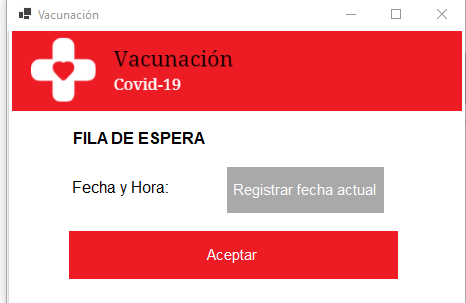 Vacunación
Vacunación
Covid-19
FILA DE ESPERA
Fecha y Hora:
Registrar fecha actual
Aceptar